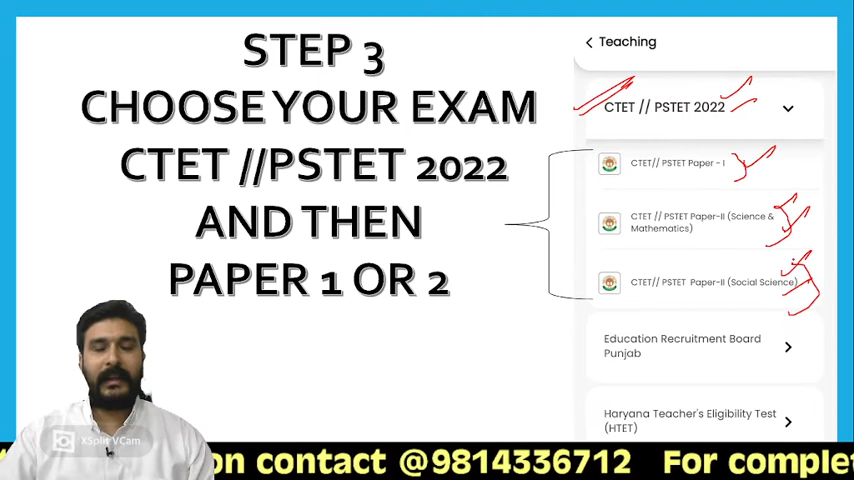 STEP 3
CHOOSE YOUR EXAM
CTET //PSTET 2022
AND THEN
PAPER 1 OR 2
Teaching
CTET // PSTET 2022
CTET// PSTET Paper - I
CTET // PSTET Paper-II (Science &
Mathematics)
CTET// PSTET Paper-II (Social Science)
Education Recruitment Board
Punjab
Haryana Teacher's Eligibility Test
(HTET)
XSplit VCam
on contact @9814336712 For complet